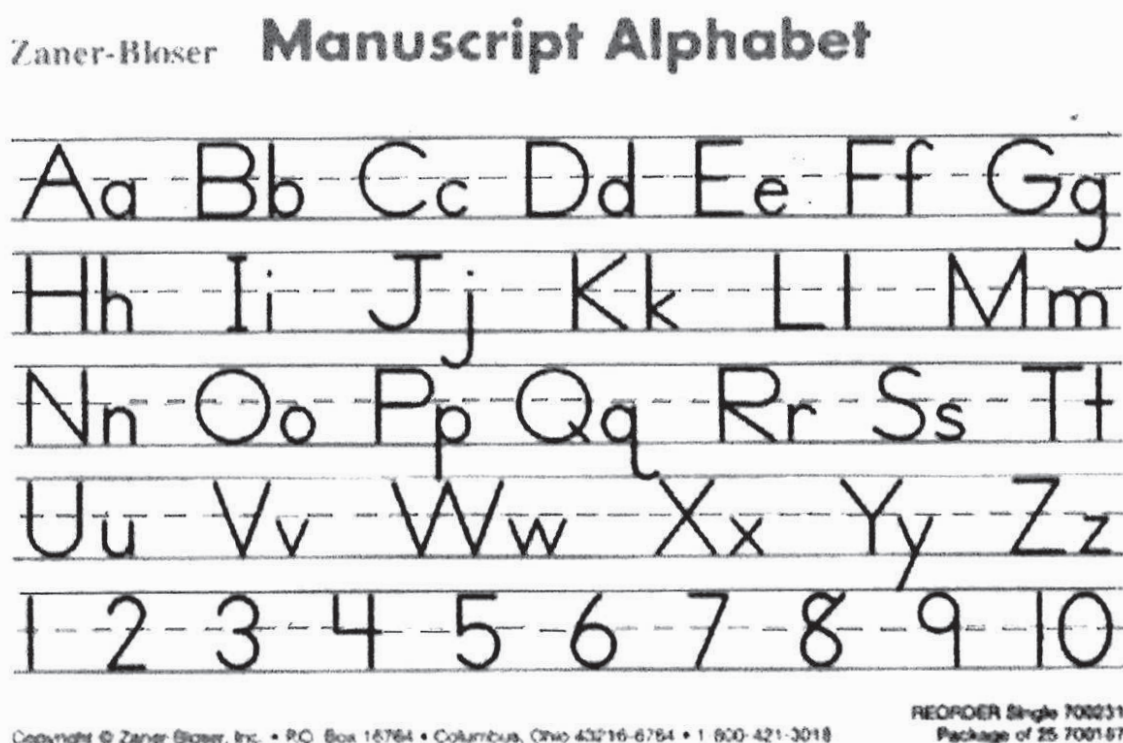 Zaner-Bloser Manuscript Alphabet
Aa Bb Cc Dd Ee Ff Gg
Hh Ii Jj Kk Ll Mm
Nn Oo Pp Qq Rr Ss Tt
Uu Vv Ww Xx Yy Zz
1 2 3 4 5 6 7 8 9 10
REORDER Single 700231
Copyright © Zaner-Bloser, Inc. • P.O. Box 16764 • Columbus, Ohio 43216-6764 • 1-800-421-3018
Package of 25 700187